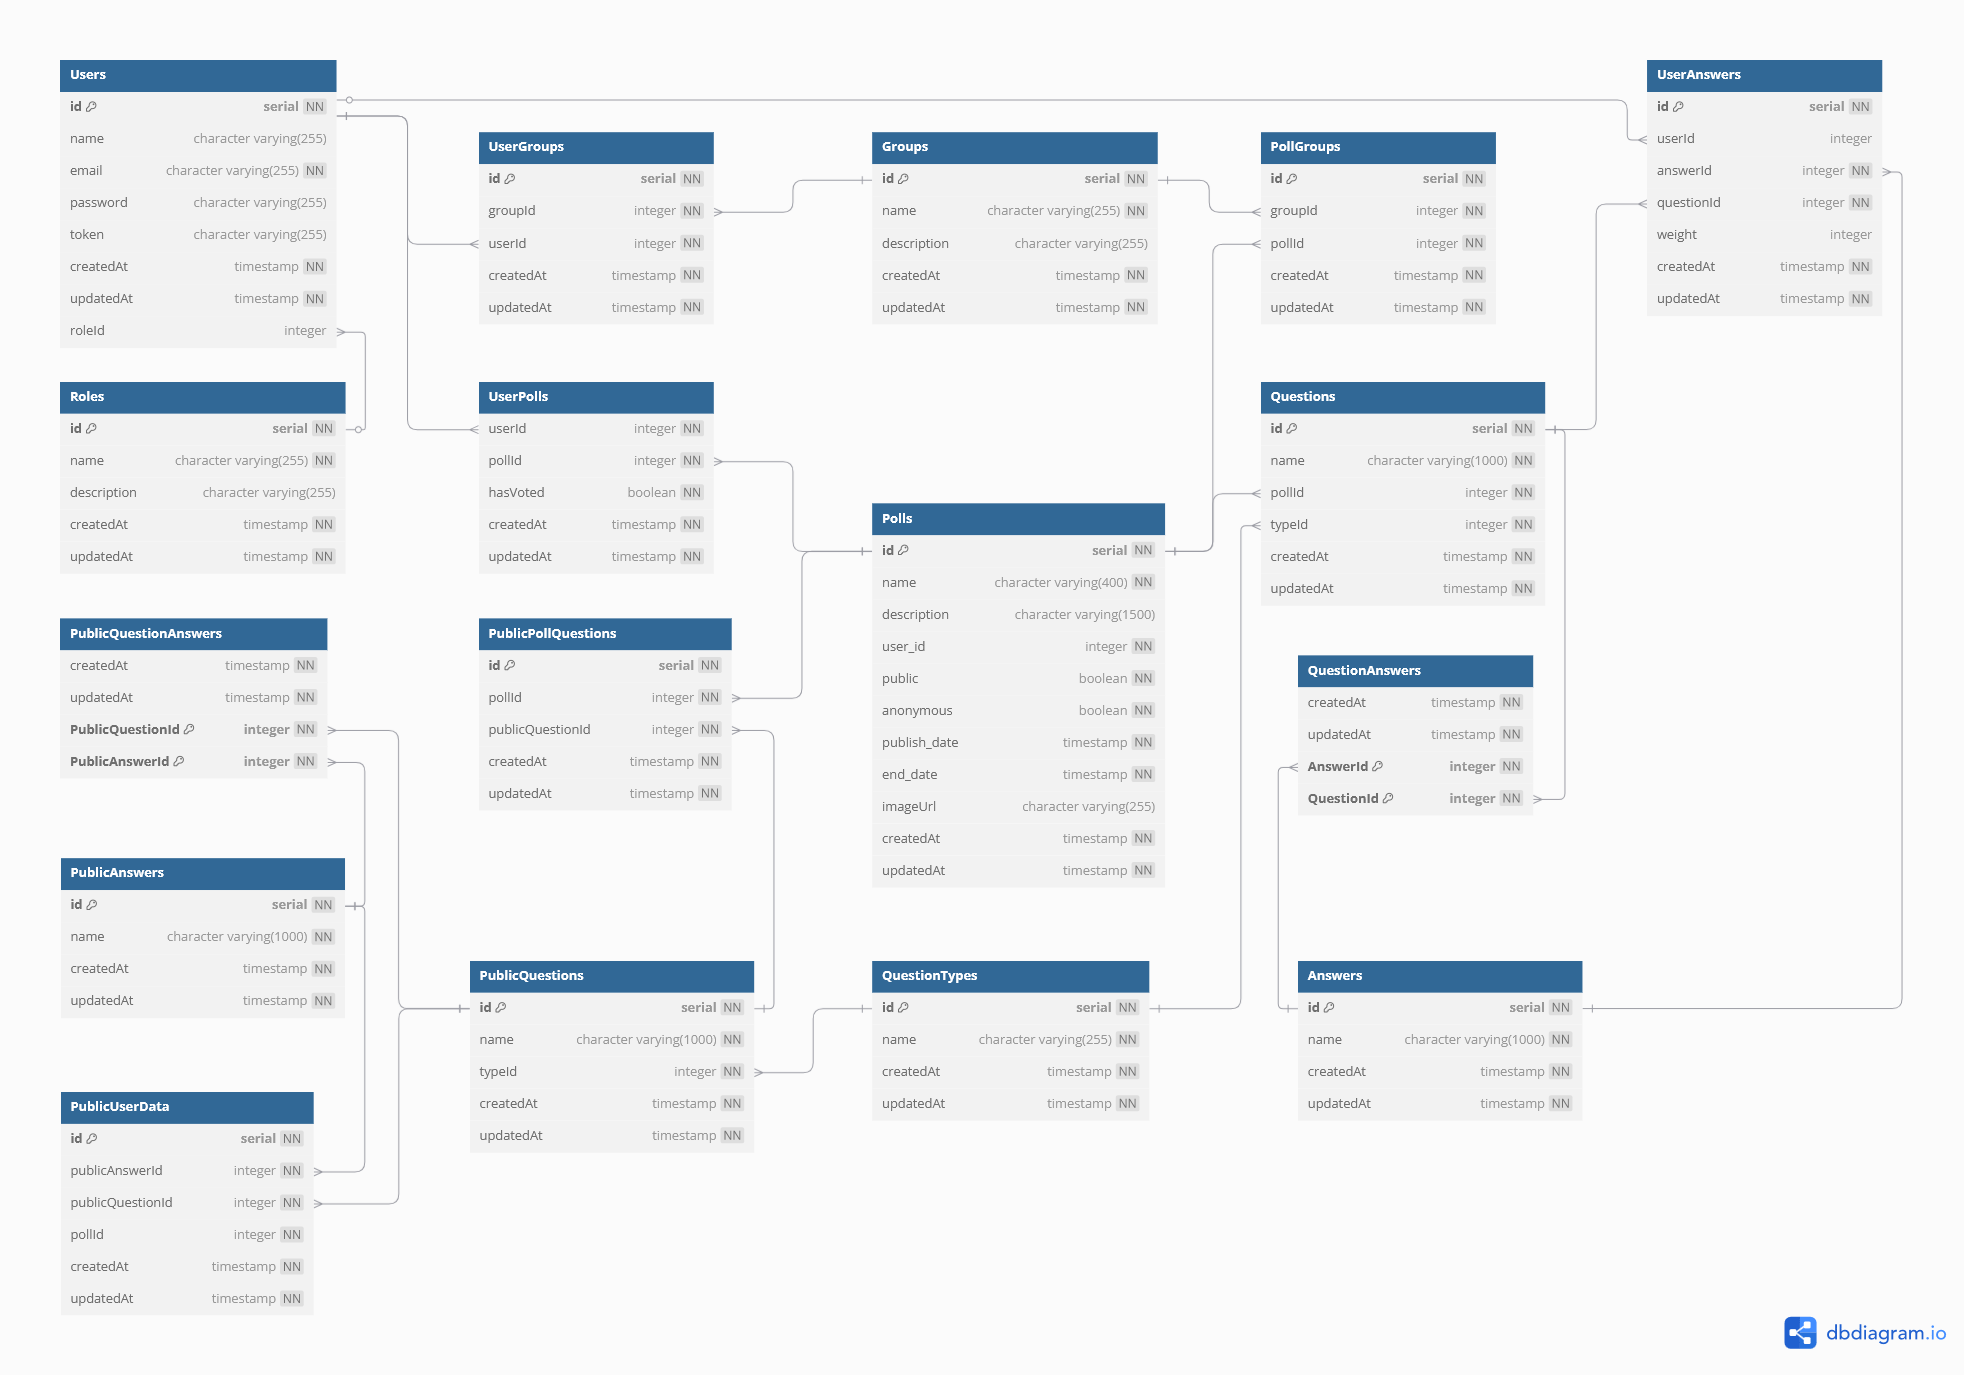 Users
id serial NN
name character varying(255)
email character varying(255) NN
password character varying(255)
token character varying(255)
createdAt timestamp NN
updatedAt timestamp NN
roleId integer
Roles
id serial NN
name character varying(255) NN
description character varying(255)
createdAt timestamp NN
updatedAt timestamp NN
PublicQuestionAnswers
createdAt timestamp NN
updatedAt timestamp NN
PublicQuestionId integer NN
PublicAnswerId integer NN
PublicAnswers
id serial NN
name character varying(1000) NN
createdAt timestamp NN
updatedAt timestamp NN
PublicUserData
id serial NN
publicAnswerId integer NN
publicQuestionId integer NN
pollId integer NN
createdAt timestamp NN
updatedAt timestamp NN
UserGroups
id serial NN
groupId integer NN
userId integer NN
createdAt timestamp NN
updatedAt timestamp NN
UserPolls
userId integer NN
pollId integer NN
hasVoted boolean NN
createdAt timestamp NN
updatedAt timestamp NN
PublicPollQuestions
id serial NN
pollId integer NN
publicQuestionId integer NN
createdAt timestamp NN
updatedAt timestamp NN
PublicQuestions
id serial NN
name character varying(1000) NN
typeId integer NN
createdAt timestamp NN
updatedAt timestamp NN
Groups
id serial NN
name character varying(255) NN
description character varying(255)
createdAt timestamp NN
updatedAt timestamp NN
Polls
id serial NN
name character varying(400) NN
description character varying(1500)
user_id integer NN
public boolean NN
anonymous boolean NN
publish_date timestamp NN
end_date timestamp NN
imageUrl character varying(255)
createdAt timestamp NN
updatedAt timestamp NN
QuestionTypes
id serial NN
name character varying(255) NN
createdAt timestamp NN
updatedAt timestamp NN
PollGroups
id serial NN
groupId integer NN
pollId integer NN
createdAt timestamp NN
updatedAt timestamp NN
Questions
id serial NN
name character varying(1000) NN
pollId integer NN
typeId integer NN
createdAt timestamp NN
updatedAt timestamp NN
QuestionAnswers
createdAt timestamp NN
updatedAt timestamp NN
AnswerId integer NN
QuestionId integer NN
Answers
id serial NN
name character varying(1000) NN
createdAt timestamp NN
updatedAt timestamp NN
UserAnswers
id serial NN
userId integer
answerId integer NN
questionId integer NN
weight integer
createdAt timestamp NN
updatedAt timestamp NN
dbdiagram.io